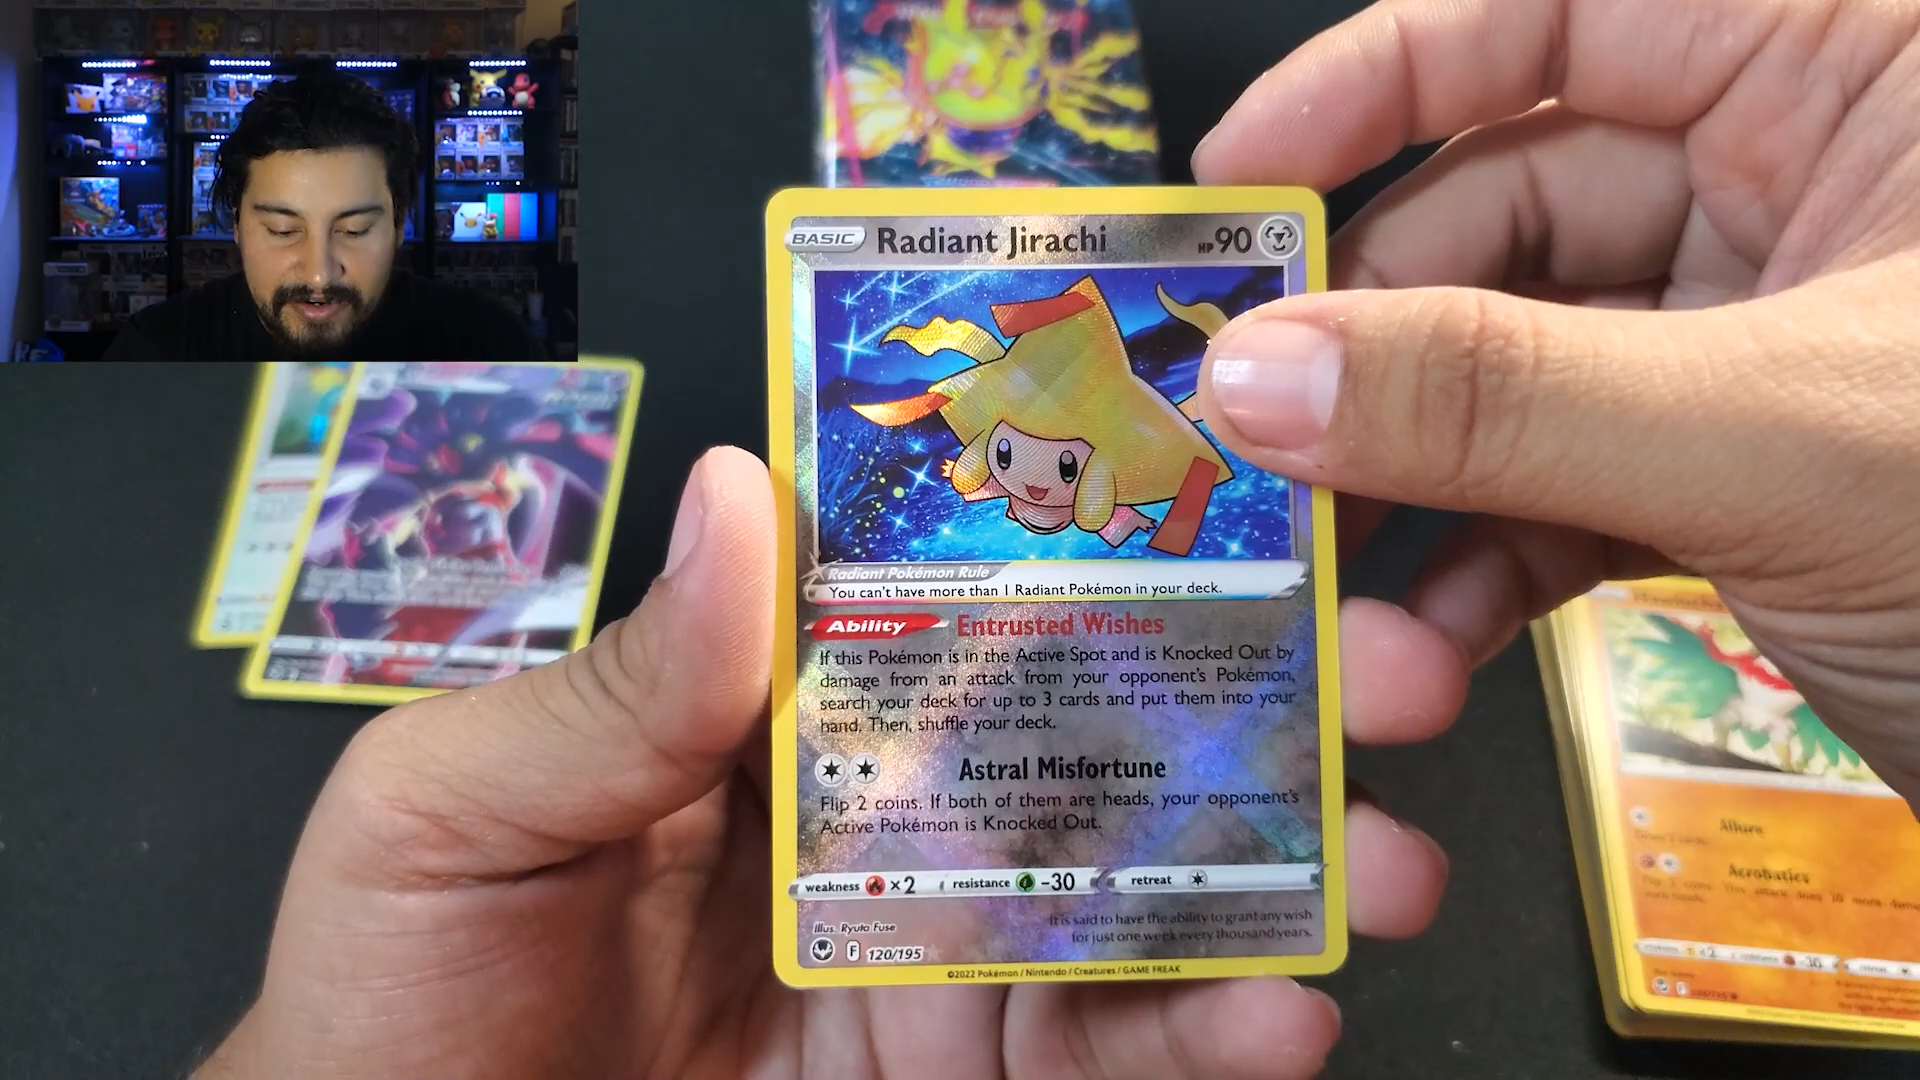 BASIC Radiant Jirachi HP 90
Radiant Pokémon Rule
You can't have more than 1 Radiant Pokémon in your deck.
Ability Entrusted Wishes
If this Pokémon is in the Active Spot and is Knocked Out by
damage from an attack from your opponent's Pokémon,
search your deck for up to 3 cards and put them into your
hand. Then, shuffle your deck.
Astral Misfortune
Flip 2 coins. If both of them are heads, your opponent's
Active Pokémon is Knocked Out.
weakness ×2 resistance -30 retreat
Illus. Ryuta Fuse
It is said to have the ability to grant any wish
for just one week every thousand years.
F 120/195
©2022 Pokémon / Nintendo / Creatures / GAME FREAK
Allure
Acrobatics